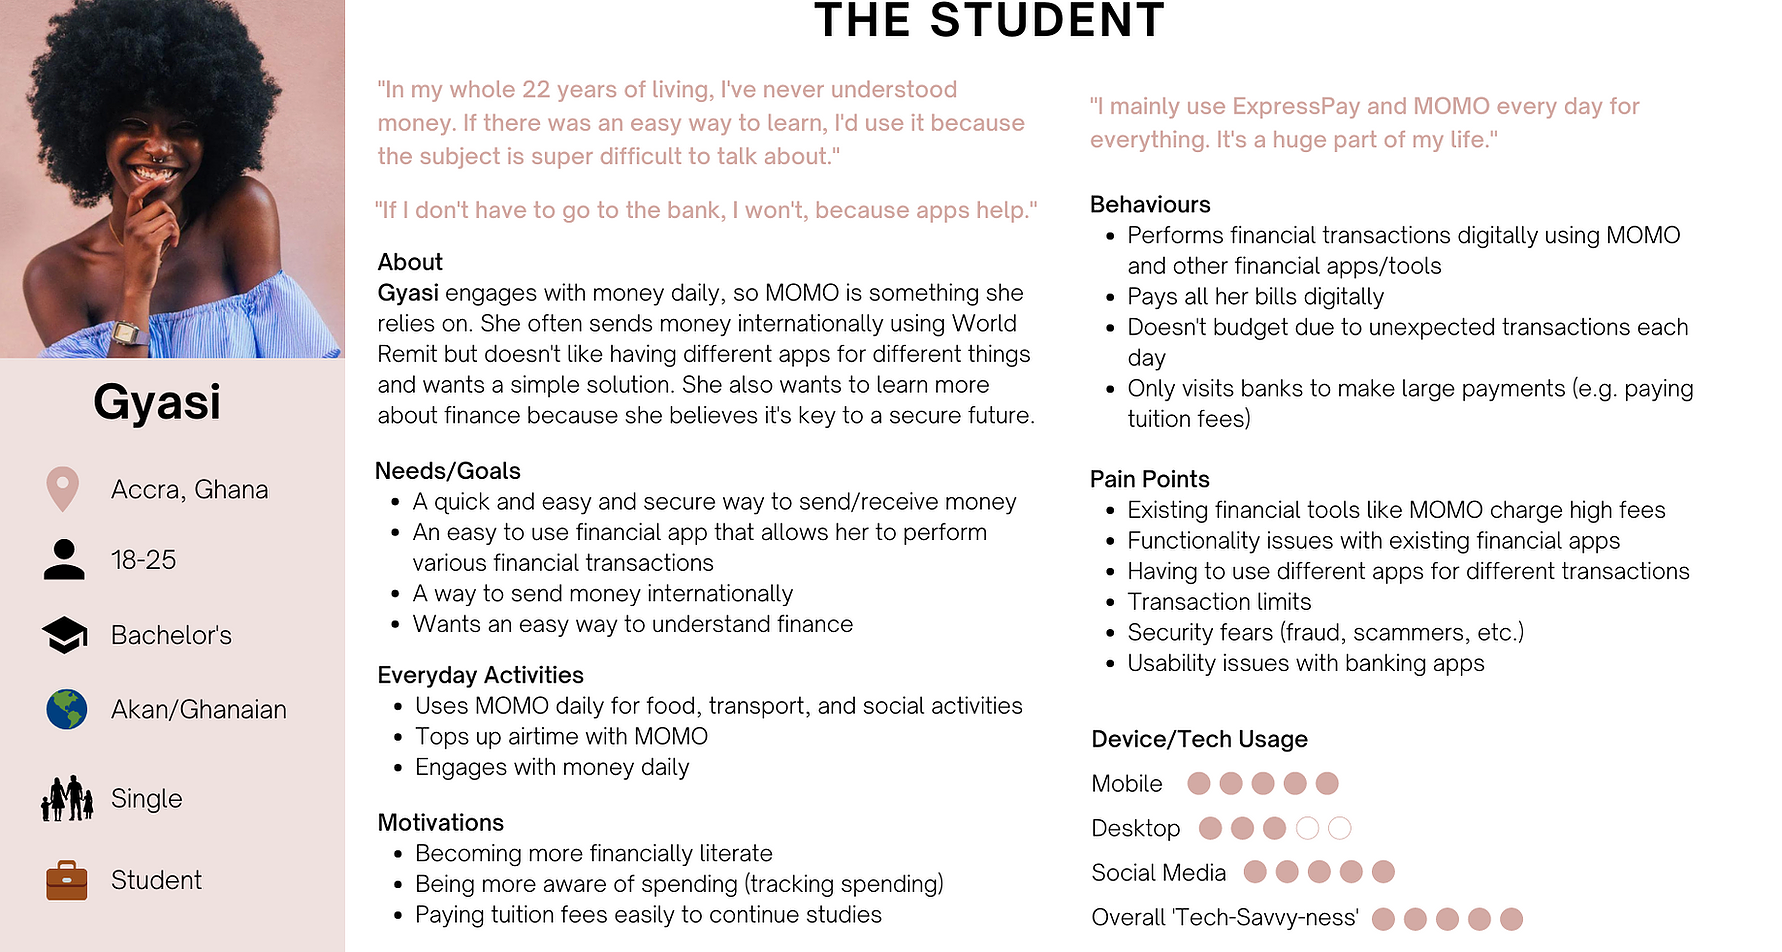 THE STUDENT
"In my whole 22 years of living, I've never understood
money. If there was an easy way to learn, I'd use it because
the subject is super difficult to talk about."
"If I don't have to go to the bank, I won't, because apps help."
About
Gyasi engages with money daily, so MOMO is something she
relies on. She often sends money internationally using World
Remit but doesn't like having different apps for different things
and wants a simple solution. She also wants to learn more
about finance because she believes it's key to a secure future.
Needs/Goals
• A quick and easy and secure way to send/receive money
• An easy to use financial app that allows her to perform
various financial transactions
• A way to send money internationally
• Wants an easy way to understand finance
Everyday Activities
• Uses MOMO daily for food, transport, and social activities
• Tops up airtime with MOMO
• Engages with money daily
Motivations
• Becoming more financially literate
• Being more aware of spending (tracking spending)
• Paying tuition fees easily to continue studies
"I mainly use ExpressPay and MOMO every day for
everything. It's a huge part of my life."
Behaviours
• Performs financial transactions digitally using MOMO
and other financial apps/tools
• Pays all her bills digitally
• Doesn't budget due to unexpected transactions each
day
• Only visits banks to make large payments (e.g. paying
tuition fees)
Pain Points
• Existing financial tools like MOMO charge high fees
• Functionality issues with existing financial apps
• Having to use different apps for different transactions
• Transaction limits
• Security fears (fraud, scammers, etc.)
• Usability issues with banking apps
Device/Tech Usage
Mobile
Desktop
Social Media
Overall 'Tech-Savvy-ness'
Gyasi
Accra, Ghana
18-25
Bachelor's
Akan/Ghanaian
Single
Student